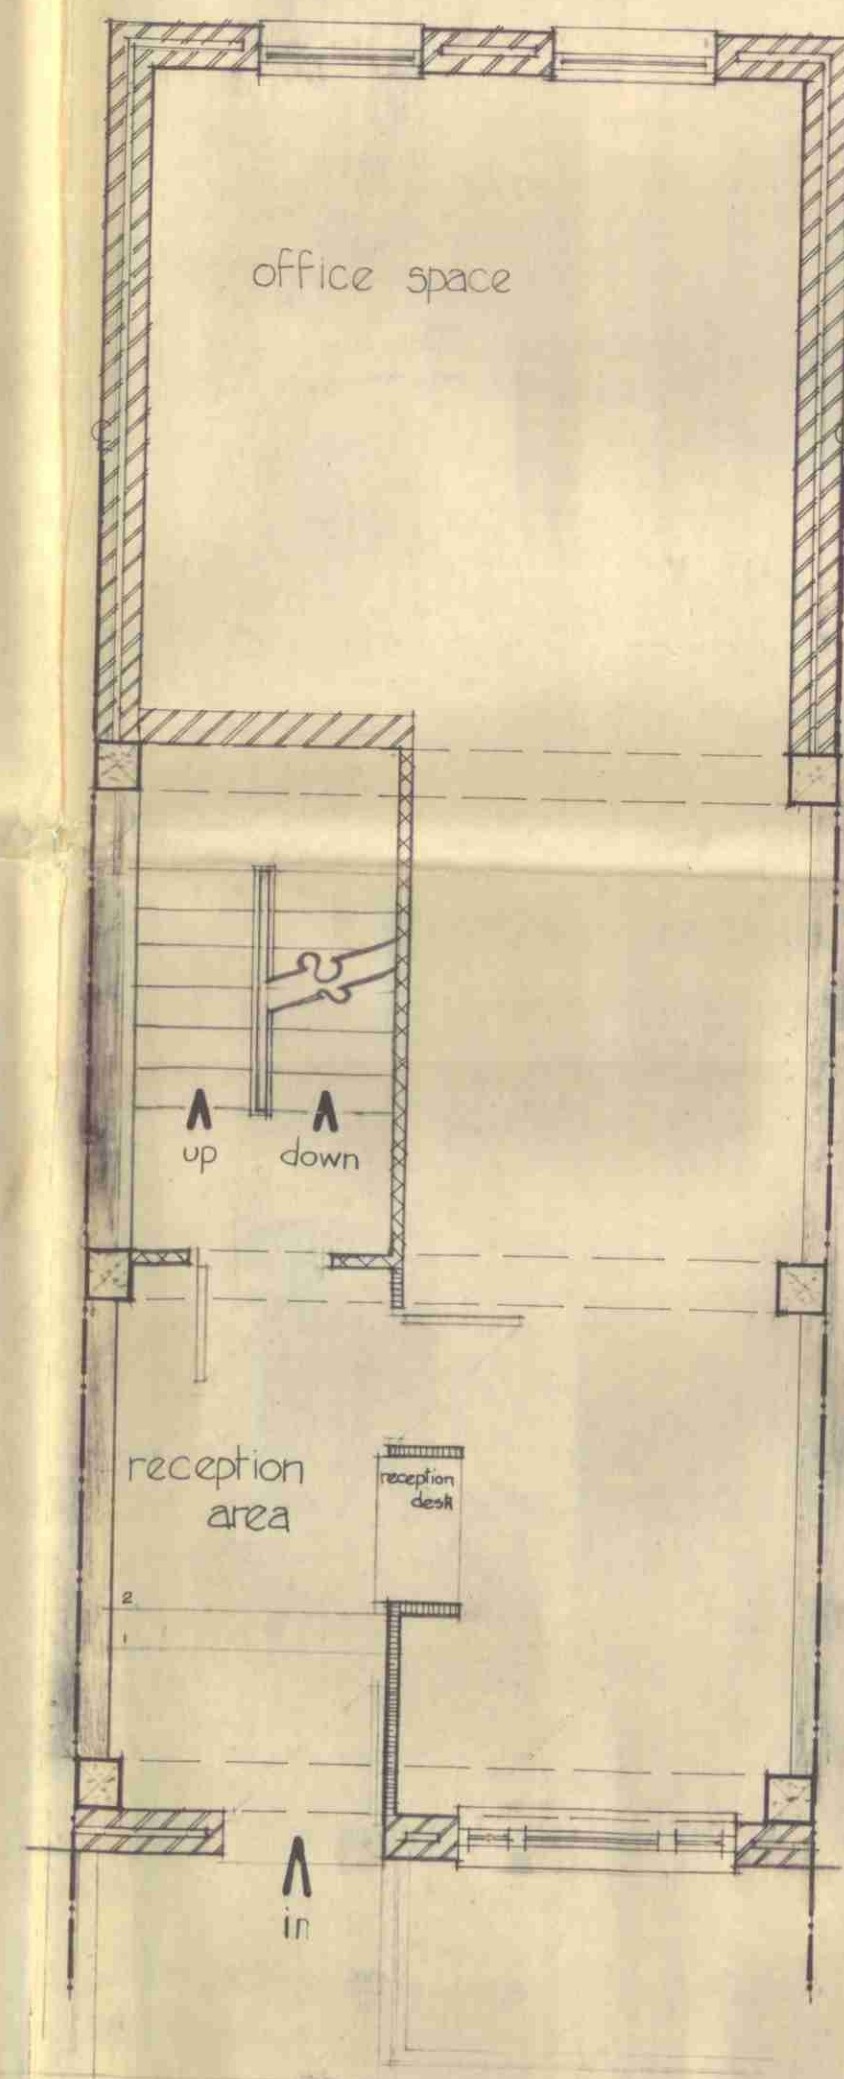 office space
up down
reception
area
reception
desk
2
1
in